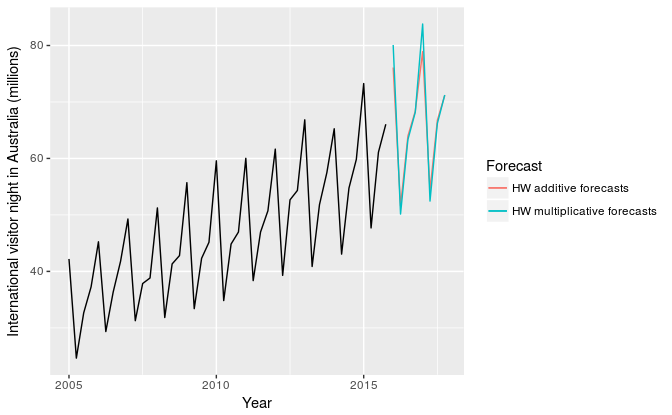 International visitor night in Australia (millions)
80
60
40
2005
2010
2015
Year
Forecast
HW additive forecasts
HW multiplicative forecasts